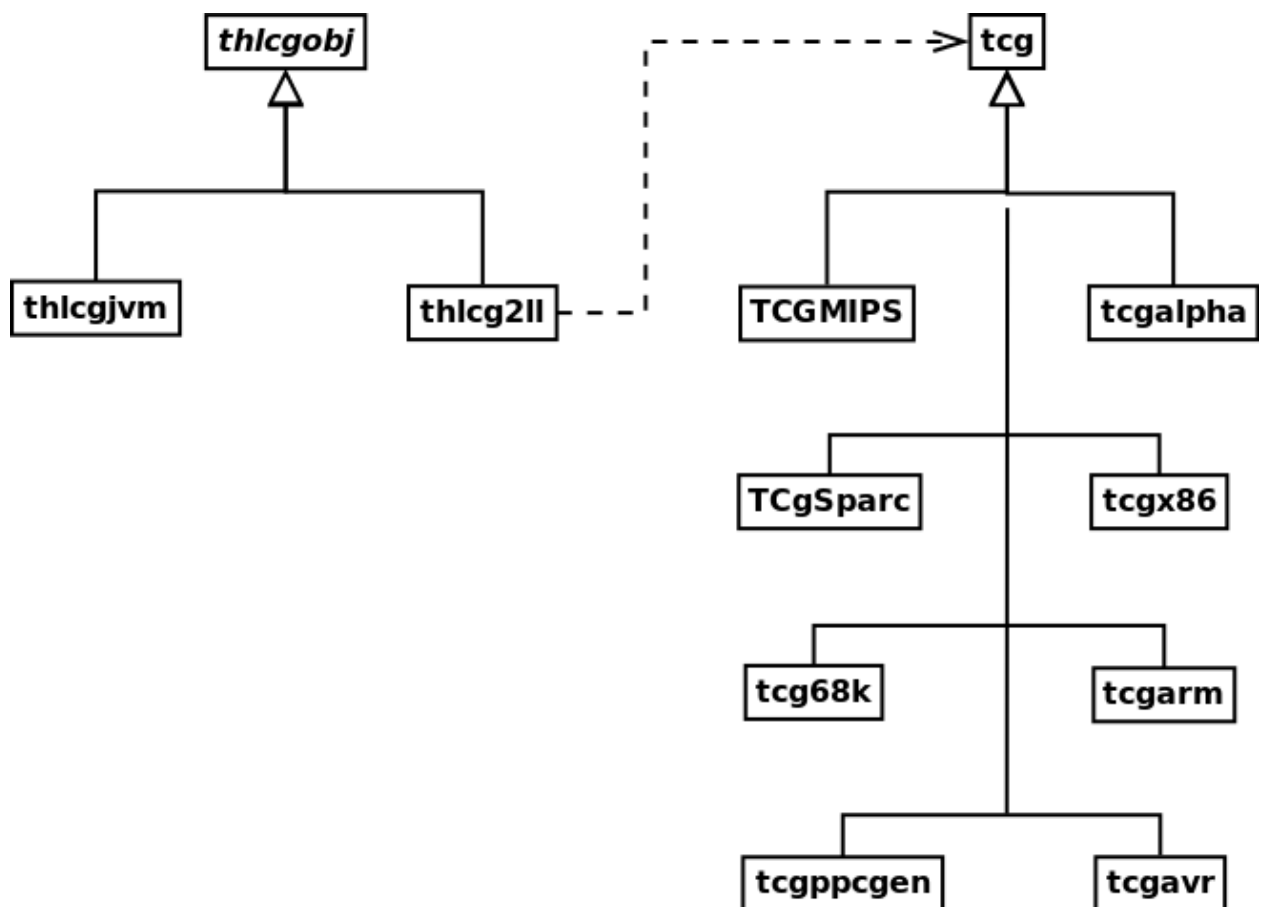 thlcgobj
tcg
thlcgjvm
thlcg2ll
TCGMIPS
tcgalpha
TCgSparc
tcgx86
tcg68k
tcgarm
tcgppcgen
tcgavr